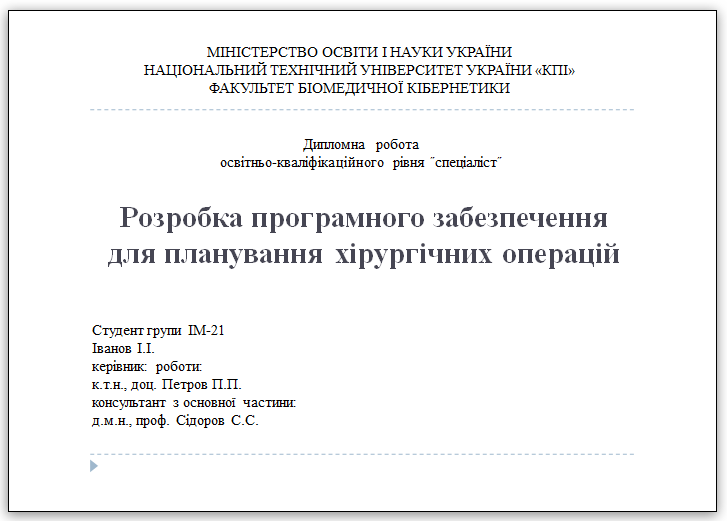 МІНІСТЕРСТВО ОСВІТИ І НАУКИ УКРАЇНИ
НАЦІОНАЛЬНИЙ ТЕХНІЧНИЙ УНІВЕРСИТЕТ УКРАЇНИ «КПІ»
ФАКУЛЬТЕТ БІОМЕДИЧНОЇ КІБЕРНЕТИКИ
Дипломна робота
освітньо-кваліфікаційного рівня "спеціаліст"
Розробка програмного забезпечення
для планування хірургічних операцій
Студент групи ІМ-21
Іванов І.І.
керівник: роботи:
к.т.н., доц. Петров П.П.
консультант з основної частини:
д.м.н., проф. Сідоров С.С.